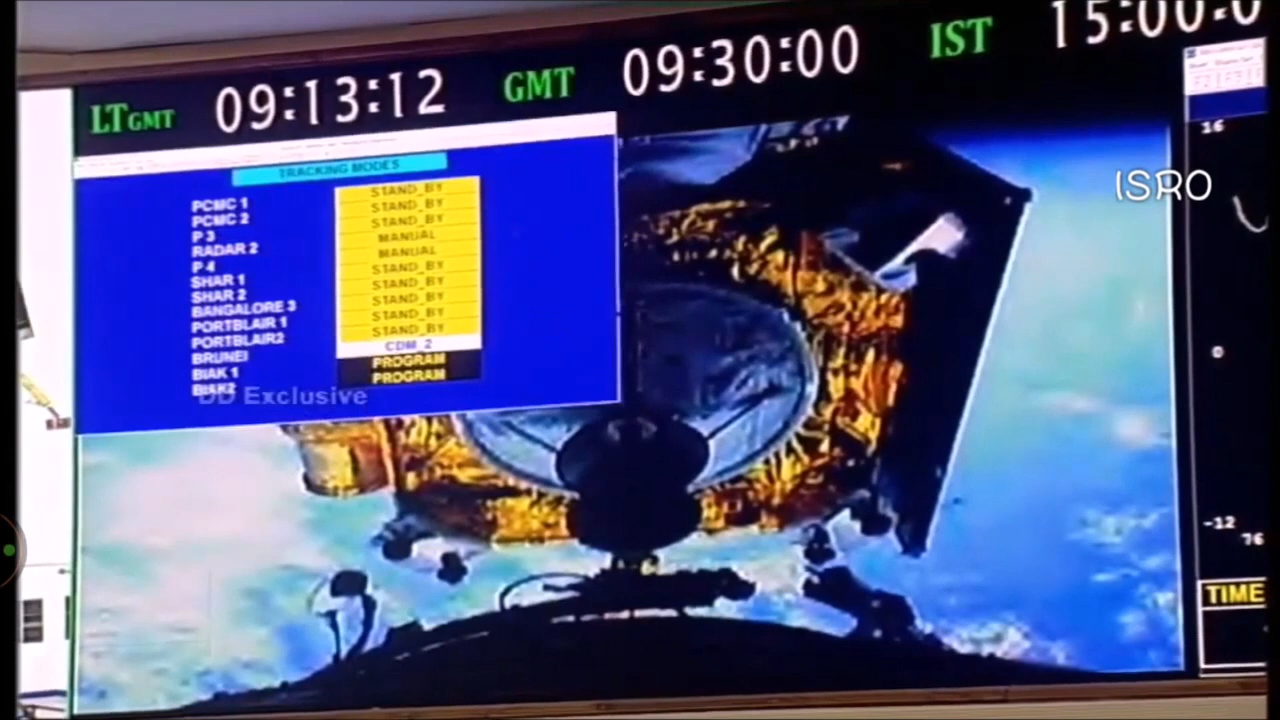 LTGMT 09:13:12 GMT 09:30:00 IST 15:00:0
TRACKING MODES
PCMC 1
PCMC 2
P 3
RADAR 2
P 4
SHAR 1
SHAR 2
BANGALORE 3
PORTBLAIR 1
PORTBLAIR2
BRUNEI
BIAK 1
BIAK2
STAND_BY
STAND_BY
STAND_BY
MANUAL
MANUAL
STAND_BY
STAND_BY
STAND_BY
STAND_BY
STAND_BY
CDM_2
PROGRAM
PROGRAM
DD Exclusive
ISRO
16
0
-12
76
TIME